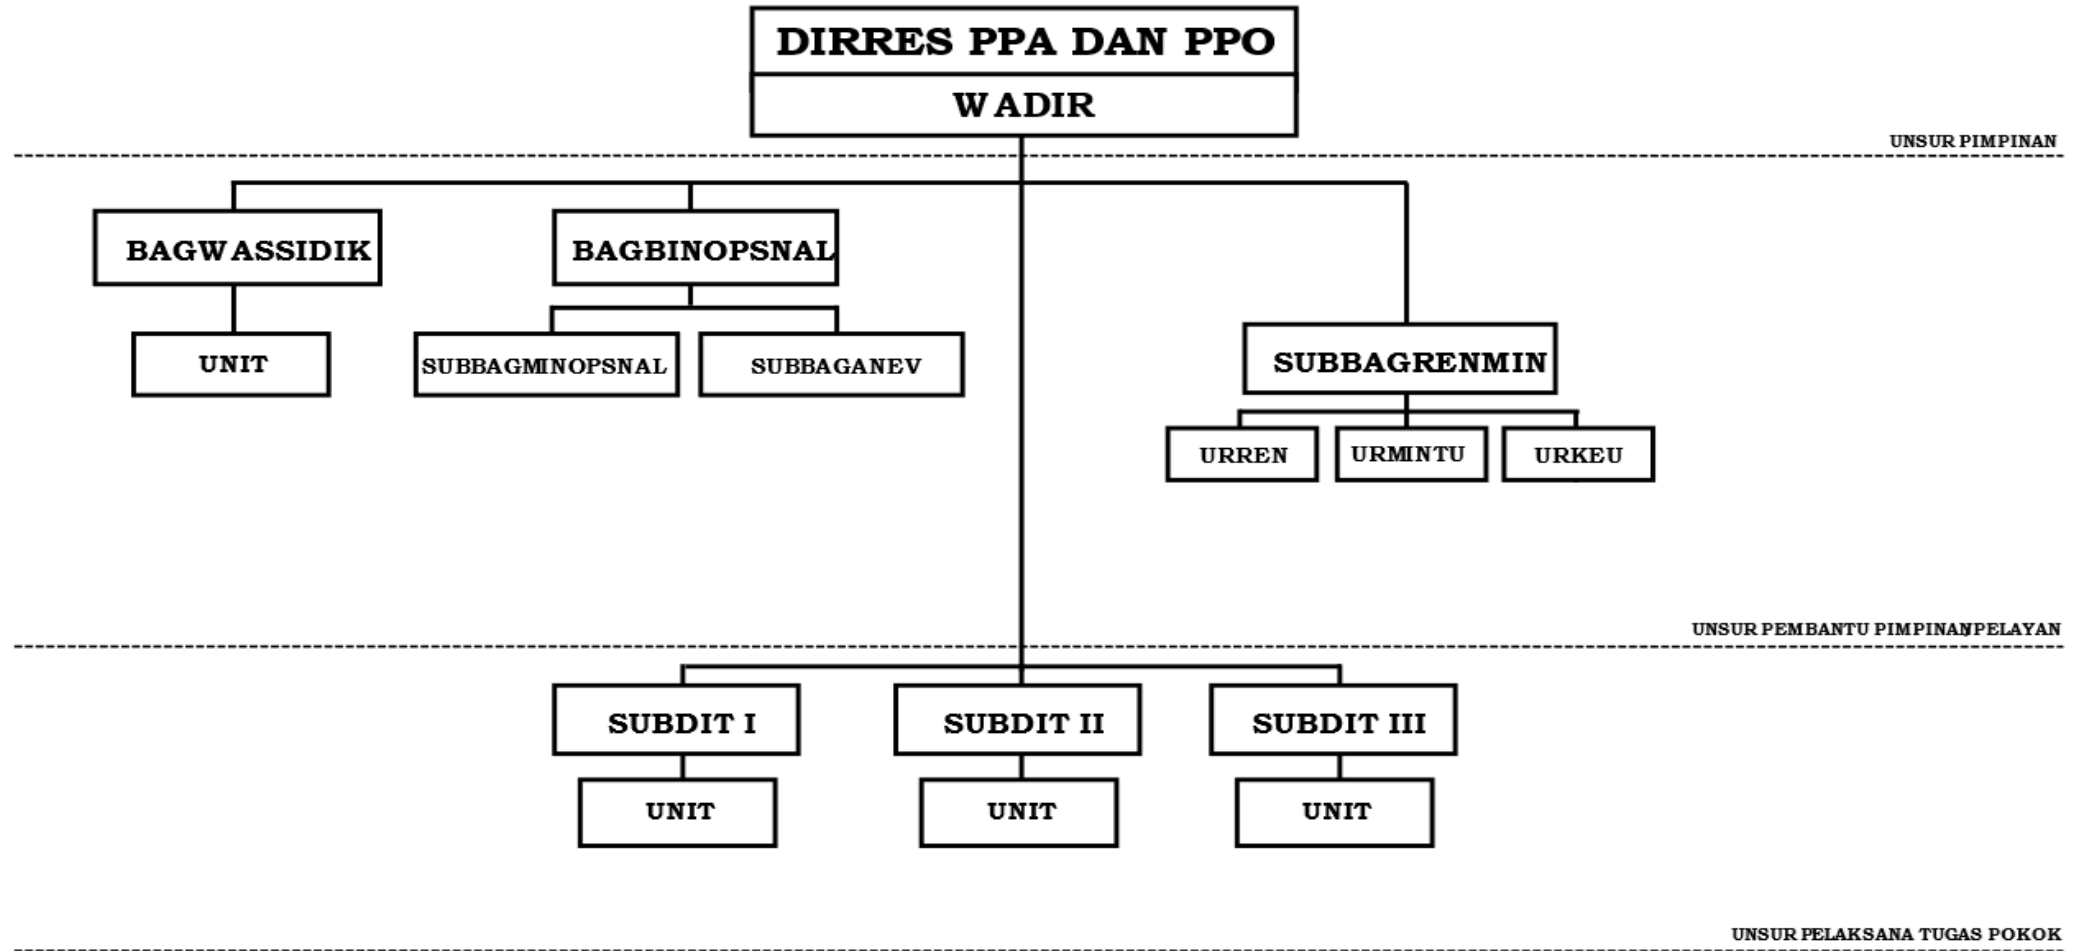 DIRRES PPA DAN PPO
WADIR
UNSUR PIMPINAN
BAGWASSIDIK
BAGBINOPSNAL
UNIT
SUBBAGMINOPSNAL
SUBBAGANEV
SUBBAGRENMIN
URREN
URMINTU
URKEU
UNSUR PEMBANTU PIMPINAN/PELAYAN
SUBDIT I
SUBDIT II
SUBDIT III
UNIT
UNIT
UNIT
UNSUR PELAKSANA TUGAS POKOK